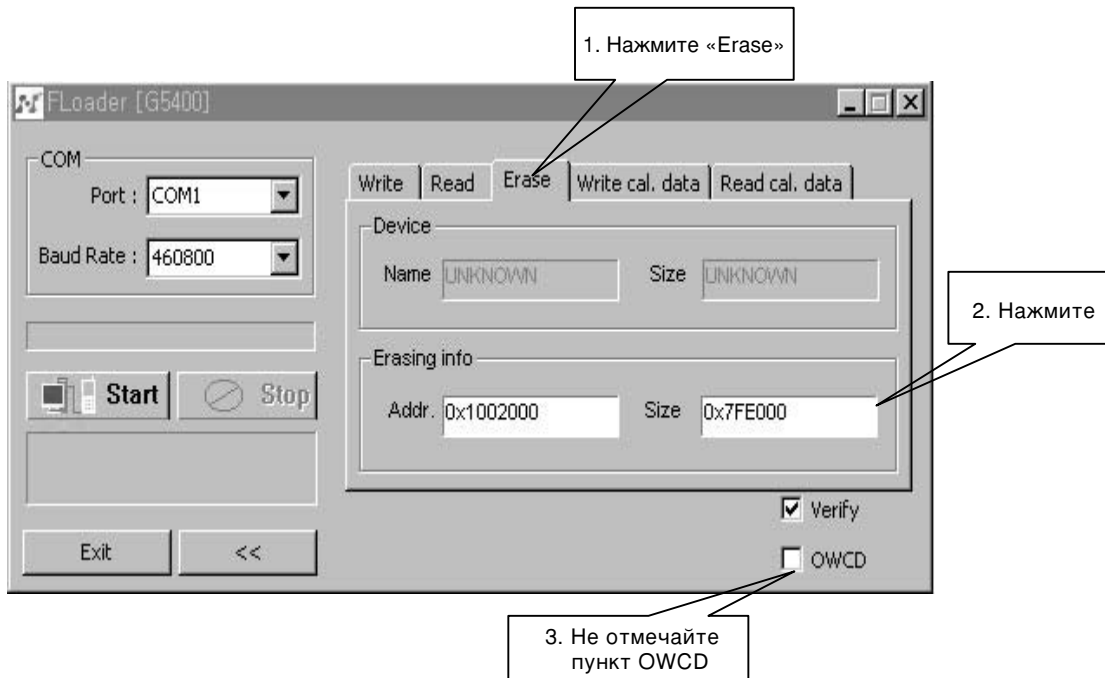 1. Нажмите «Erase»
FLoader [G5400]
COM
Port : COM1
Baud Rate : 460800
Write Read Erase Write cal. data Read cal. data
Device
Name UNKNOWN Size UNKNOWN
2. Нажмите
Erasing info
Addr. 0x1002000 Size 0x7FE000
Start Stop
Verify
Exit <<
OWCD
3. Не отмечайте
пункт OWCD